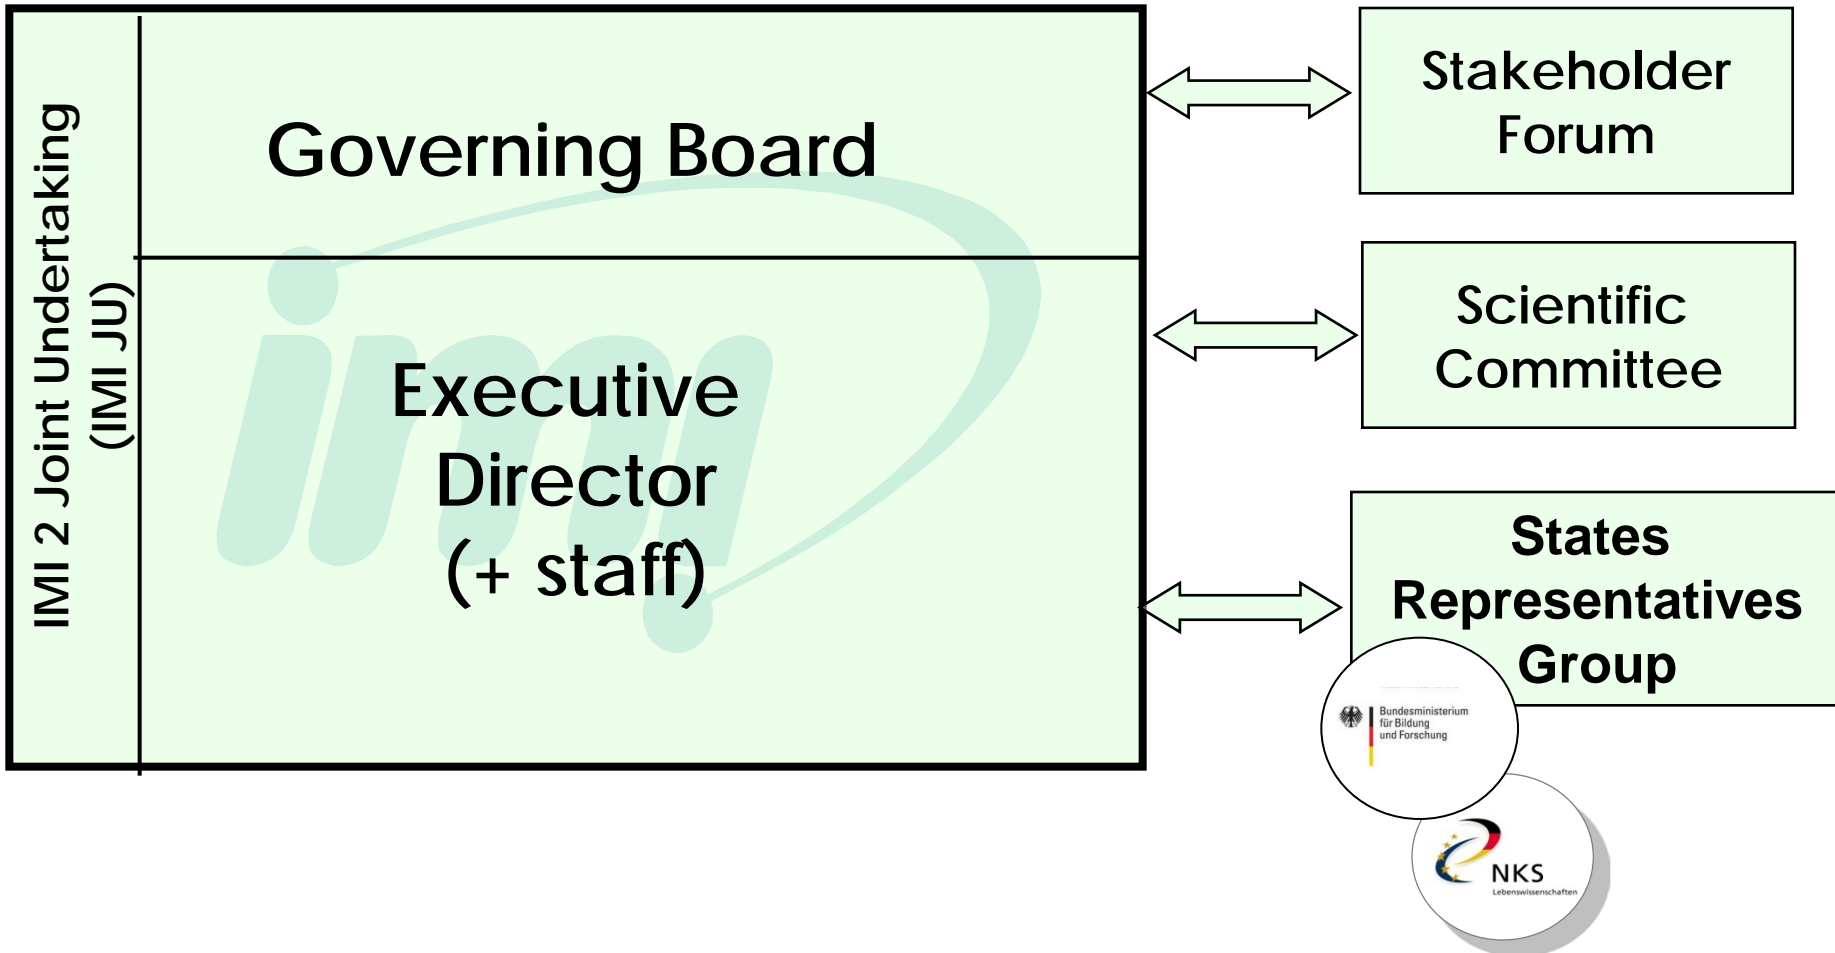 IMI 2 Joint Undertaking
(IMI JU)
Governing Board
Executive
Director
(+ staff)
imi
Stakeholder
Forum
Scientific
Committee
States
Representatives
Group
Bundesministerium
für Bildung
und Forschung
NKS
Lebenswissenschaften